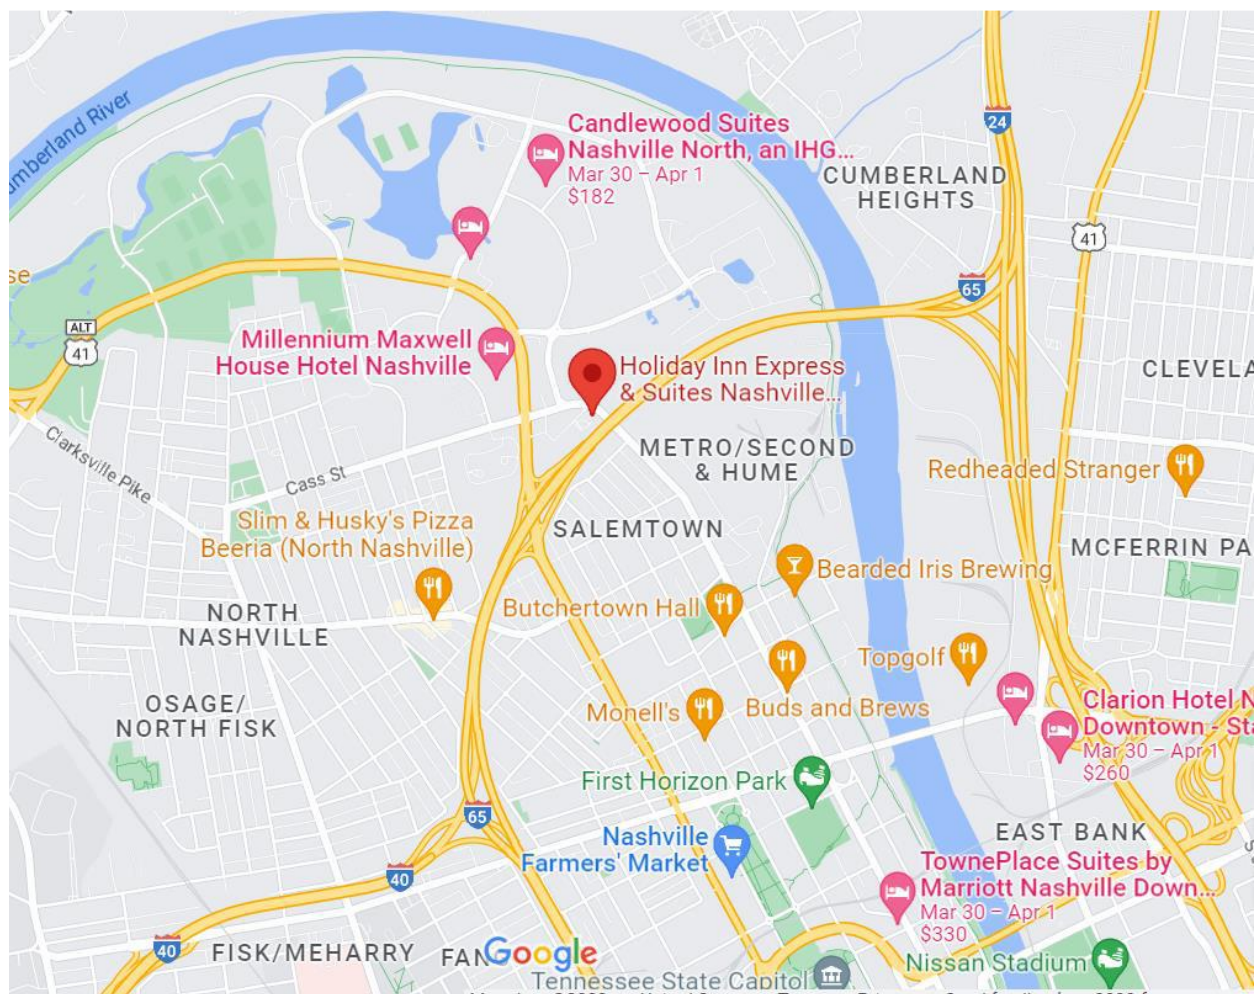 Cumberland River
Candlewood Suites
Nashville North, an IHG...
Mar 30 – Apr 1
$182
24
CUMBERLAND
HEIGHTS
41
65
se
ALT
41
Millennium Maxwell
House Hotel Nashville
Holiday Inn Express
& Suites Nashville...
CLEVELA
Clarksville Pike
Cass St
METRO/SECOND
& HUME
Redheaded Stranger
Slim & Husky's Pizza
Beeria (North Nashville)
SALEMTOWN
MCFERRIN PA
Bearded Iris Brewing
Butchertown Hall
NORTH
NASHVILLE
Topgolf
OSAGE/
NORTH FISK
Monell's
Buds and Brews
Clarion Hotel N
Downtown - Sta
Mar 30 – Apr 1
$260
First Horizon Park
65
Nashville
Farmers' Market
EAST BANK
40
TownePlace Suites by
Marriott Nashville Down...
Mar 30 – Apr 1
$330
40
FISK/MEHARRY
FAN
Google
Nissan Stadium
Tennessee State Capitol